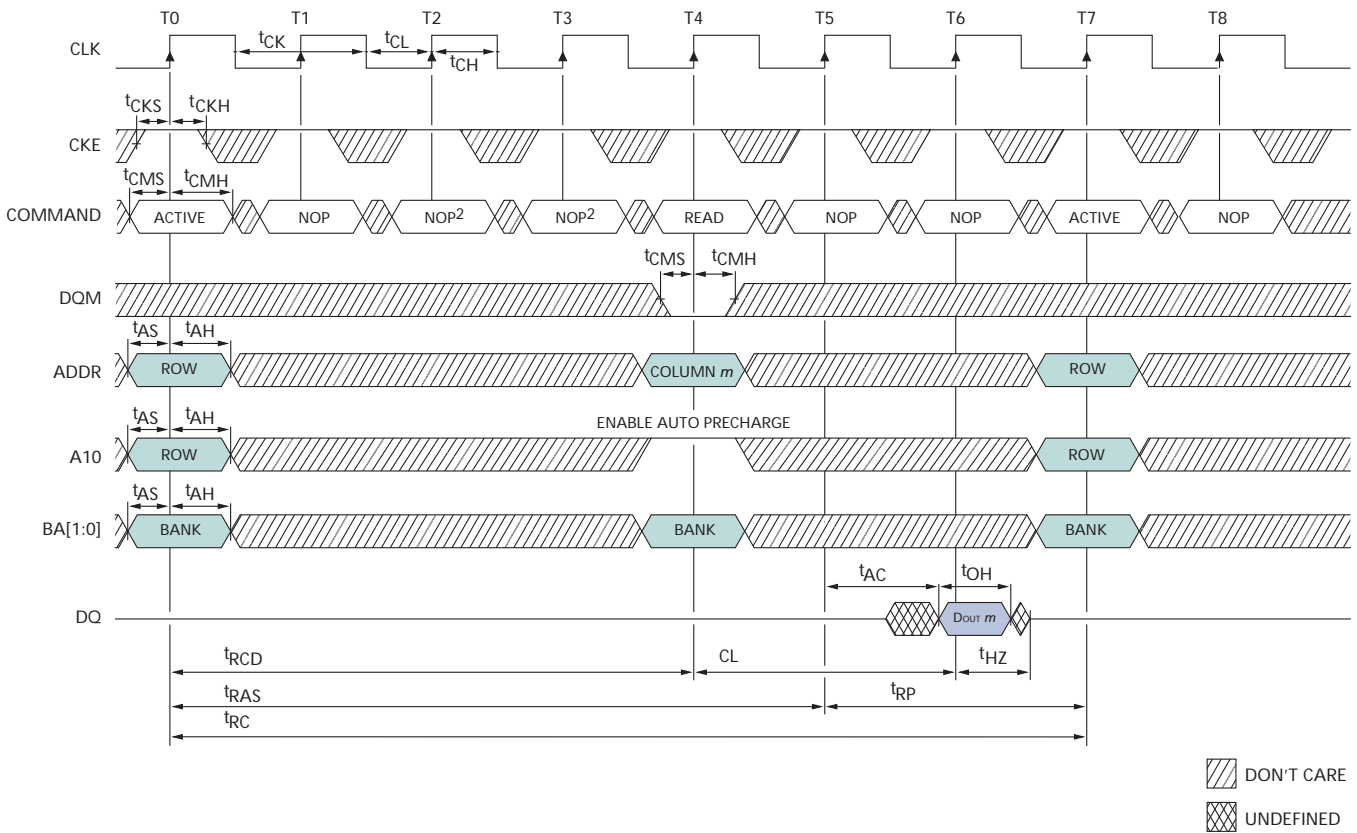 T0 T1 T2 T3 T4 T5 T6 T7 T8
CLK tCK tCL tCH
tCKS tCKH
CKE
tCMS tCMH
COMMAND ACTIVE NOP NOP2 NOP2 READ NOP NOP ACTIVE NOP
tCMS tCMH
DQM
tAS tAH
ADDR ROW COLUMN m ROW
tAS tAH ENABLE AUTO PRECHARGE
A10 ROW ROW
tAS tAH
BA[1:0] BANK BANK BANK
tAC tOH
DQ DOUT m
tRCD CL tHZ
tRAS tRP
tRC
DON'T CARE
UNDEFINED